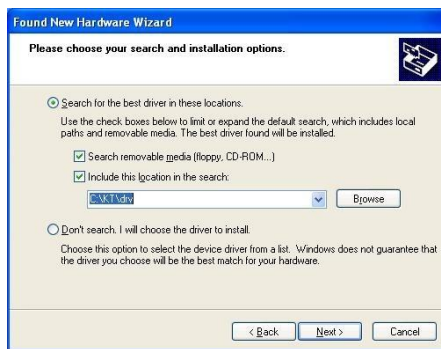 Found New Hardware Wizard
Please choose your search and installation options.
Search for the best driver in these locations.
Use the check boxes below to limit or expand the default search, which includes local
paths and removable media. The best driver found will be installed.
Search removable media (floppy, CD-ROM...)
Include this location in the search:
C:\KT\drv
Browse
Don't search. I will choose the driver to install.
Choose this option to select the device driver from a list. Windows does not guarantee that
the driver you choose will be the best match for your hardware.
< Back
Next >
Cancel